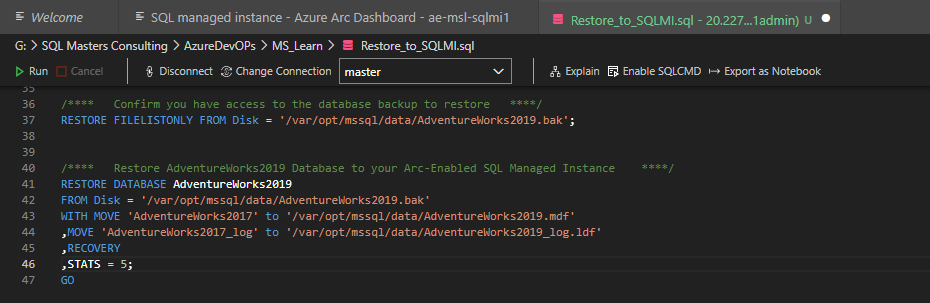 Welcome
SQL managed instance - Azure Arc Dashboard - ae-msl-sqlmi1
Restore_to_SQLMI.sql - 20.227...1admin) ●
G: > SQL Masters Consulting > AzureDevOPs > MS_Learn > Restore_to_SQLMI.sql
Run Cancel Disconnect Change Connection master Explain Enable SQLCMD Export as Notebook
35
36 /**** Confirm you have access to the database backup to restore ****/
37 RESTORE FILELISTONLY FROM Disk = '/var/opt/mssql/data/AdventureWorks2019.bak';
38
39
40 /**** Restore AdventureWorks2019 Database to your Arc-Enabled SQL Managed Instance ****/
41 RESTORE DATABASE AdventureWorks2019
42 FROM Disk = '/var/opt/mssql/data/AdventureWorks2019.bak'
43 WITH MOVE 'AdventureWorks2017' to '/var/opt/mssql/data/AdventureWorks2019.mdf'
44 ,MOVE 'AdventureWorks2017_log' to '/var/opt/mssql/data/AdventureWorks2019_log.ldf'
45 ,RECOVERY
46 ,STATS = 5;
47 GO